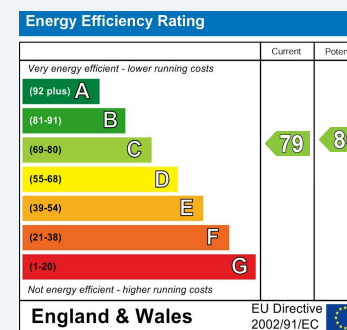 Energy Efficiency Rating
Current
Very energy efficient - lower running costs
(92 plus) A
(81-91) B
(69-80) C
79
(55-68) D
(39-54) E
(21-38) F
(1-20) G
Not energy efficient - higher running costs
England & Wales
EU Directive
2002/91/EC